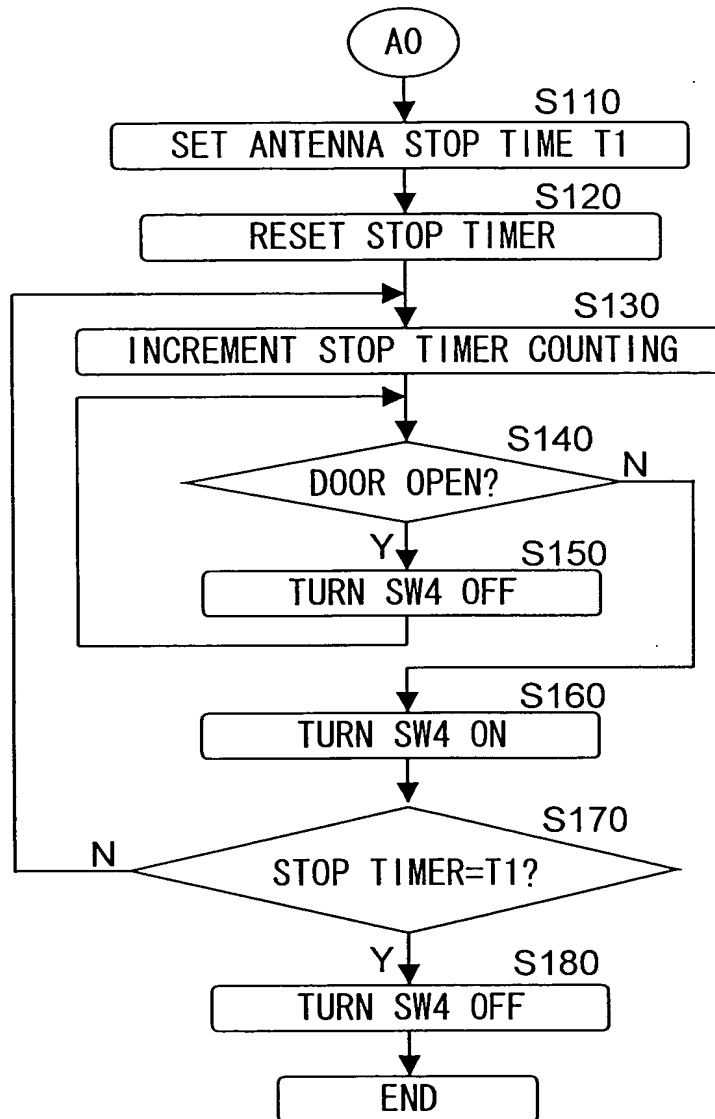 A0
S110
SET ANTENNA STOP TIME T1
S120
RESET STOP TIMER
S130
INCREMENT STOP TIMER COUNTING
S140
DOOR OPEN?
N
Y
S150
TURN SW4 OFF
S160
TURN SW4 ON
S170
N
STOP TIMER=T1?
Y
S180
TURN SW4 OFF
END